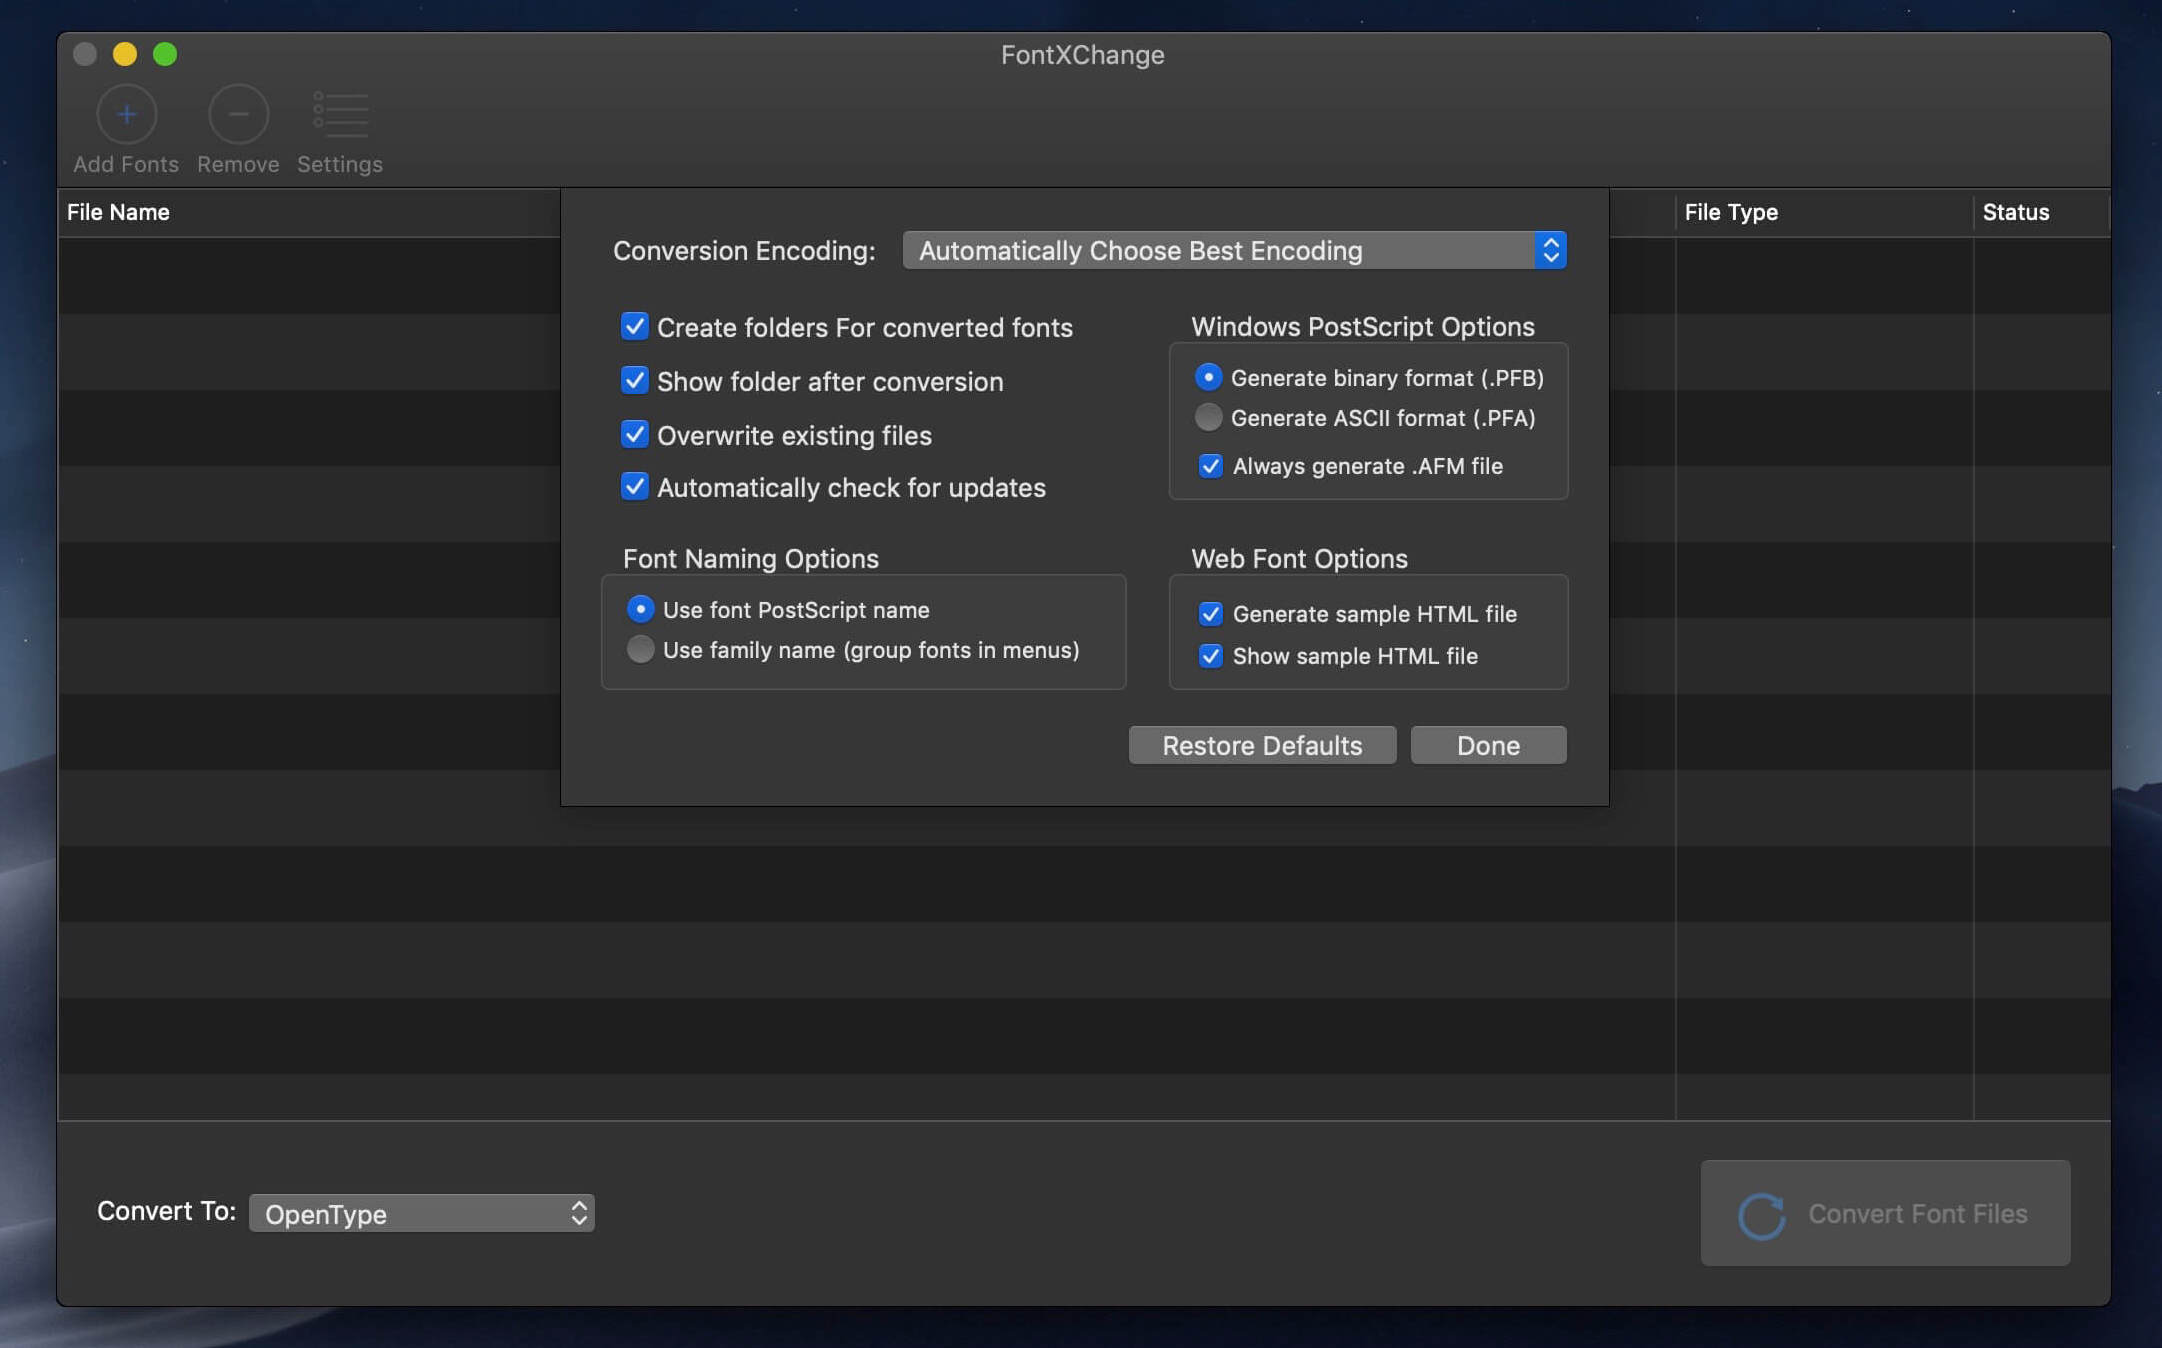 FontXChange
Add Fonts Remove Settings
File Name File Type Status
Conversion Encoding: Automatically Choose Best Encoding
Create folders For converted fonts
Show folder after conversion
Overwrite existing files
Automatically check for updates
Windows PostScript Options
Generate binary format (.PFB)
Generate ASCII format (.PFA)
Always generate .AFM file
Font Naming Options
Use font PostScript name
Use family name (group fonts in menus)
Web Font Options
Generate sample HTML file
Show sample HTML file
Restore Defaults Done
Convert To: OpenType
Convert Font Files